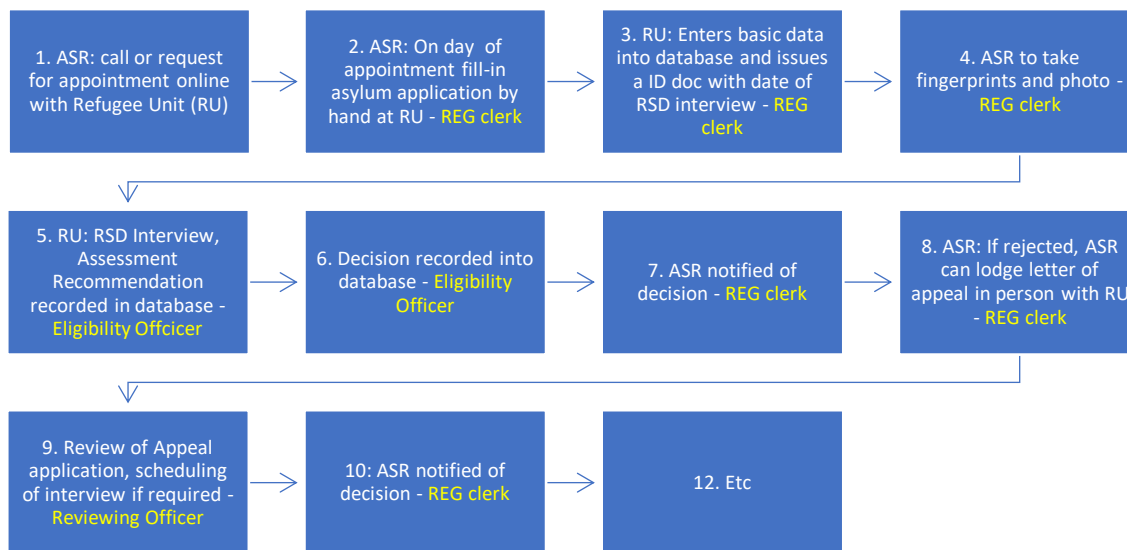 1. ASR: call or request
for appointment online
with Refugee Unit (RU)
2. ASR: On day of
appointment fill-in
asylum application by
hand at RU - REG clerk
3. RU: Enters basic data
into database and issues
a ID doc with date of
RSD interview - REG
clerk
4. ASR to take
fingerprints and photo -
REG clerk
5. RU: RSD Interview,
Assessment
Recommendation
recorded in database -
Eligibility Offcicer
6. Decision recorded into
database - Eligibility
Officer
7. ASR notified of
decision - REG clerk
8. ASR: If rejected, ASR
can lodge letter of
appeal in person with RU
- REG clerk
9. Review of Appeal
application, scheduling
of interview if required -
Reviewing Officer
10: ASR notified of
decision - REG clerk
12. Etc